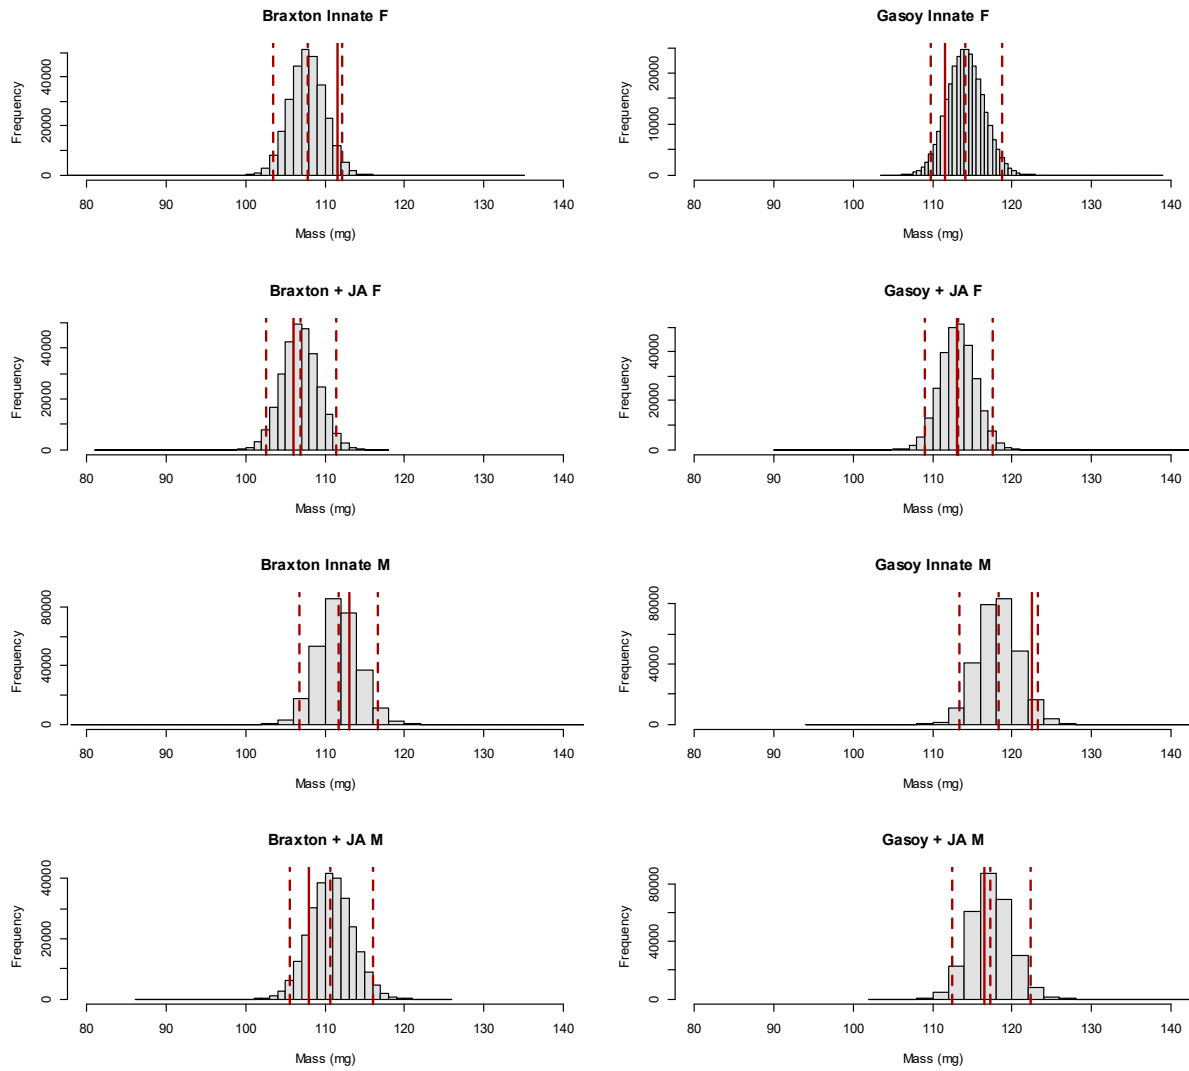 Braxton Innate F
Frequency
0 20000 40000
80 90 100 110 120 130 140
Mass (mg)
Gasoy Innate F
Frequency
0 10000 20000
80 90 100 110 120 130 140
Mass (mg)
Braxton + JA F
Frequency
0 20000 40000
80 90 100 110 120 130 140
Mass (mg)
Gasoy + JA F
Frequency
0 20000 40000
80 90 100 110 120 130 140
Mass (mg)
Braxton Innate M
Frequency
0 40000 80000
80 90 100 110 120 130 140
Mass (mg)
Gasoy Innate M
Frequency
0 40000 80000
80 90 100 110 120 130 140
Mass (mg)
Braxton + JA M
Frequency
0 20000 40000
80 90 100 110 120 130 140
Mass (mg)
Gasoy + JA M
Frequency
0 40000 80000
80 90 100 110 120 130 140
Mass (mg)